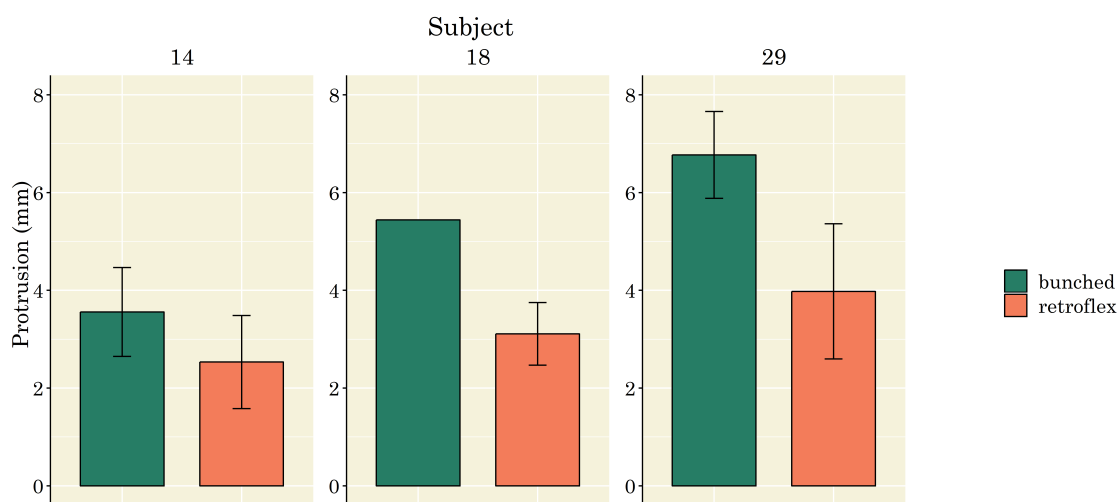 Subject
14 18 29
8 8 8
6 6 6
4 4 4
2 2 2
0 0 0
Protrusion (mm)
bunched
retroflex